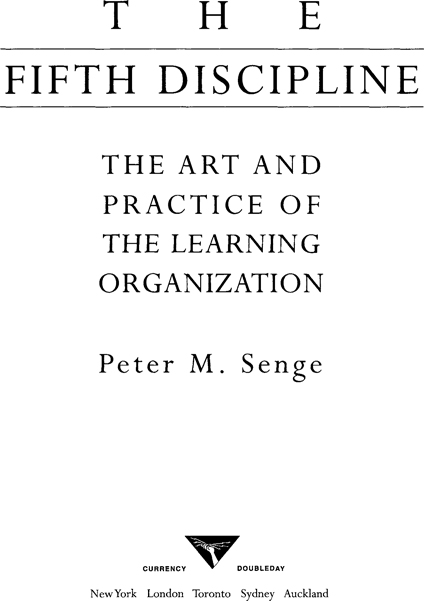 THE
FIFTH DISCIPLINE
THE ART AND
PRACTICE OF
THE LEARNING
ORGANIZATION
Peter M. Senge
CURRENCY DOUBLEDAY
New York London Toronto Sydney Auckland